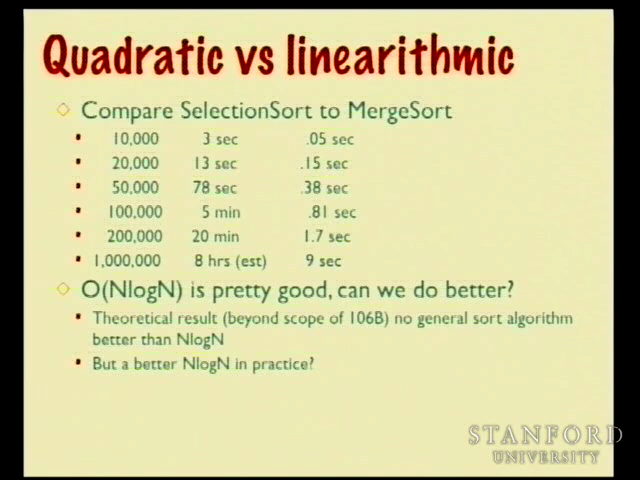 Quadratic vs linearithmic
Compare SelectionSort to MergeSort
10,000 3 sec .05 sec
20,000 13 sec .15 sec
50,000 78 sec .38 sec
100,000 5 min .81 sec
200,000 20 min 1.7 sec
1,000,000 8 hrs (est) 9 sec
O(NlogN) is pretty good, can we do better?
Theoretical result (beyond scope of 106B) no general sort algorithm
better than NlogN
But a better NlogN in practice?
STANFORD
UNIVERSITY